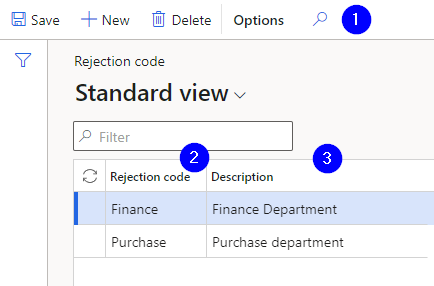 Save New Delete Options 1
Rejection code
Standard view
Filter
2 3
Rejection code Description
Finance Finance Department
Purchase Purchase department